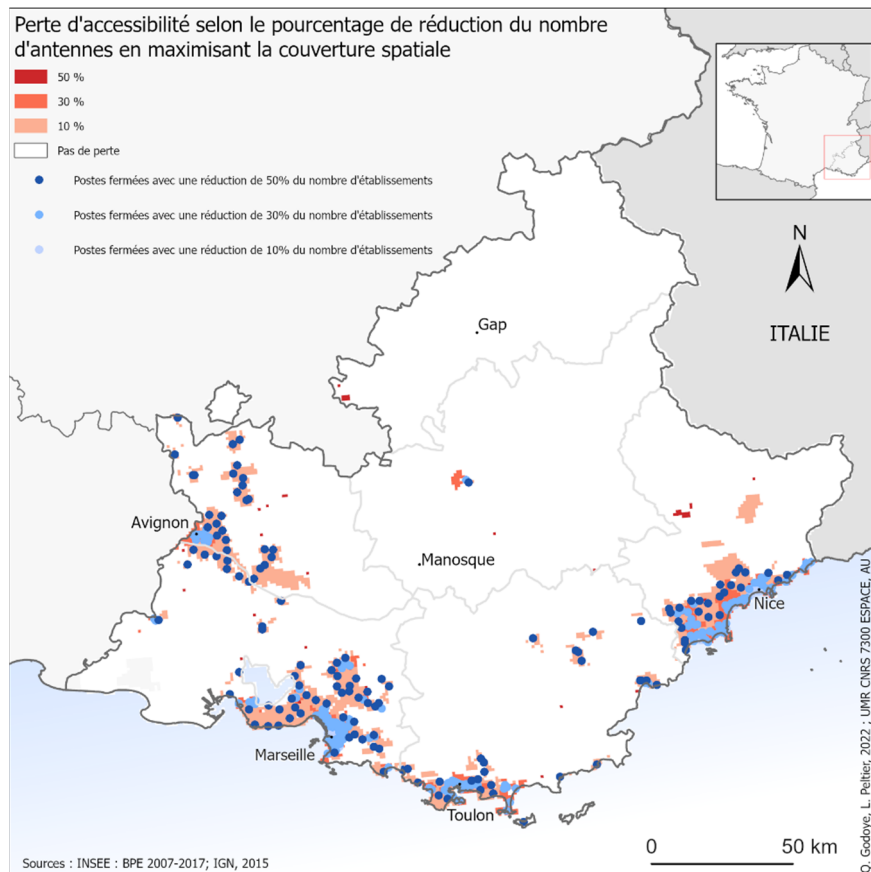 Perte d'accessibilité selon le pourcentage de réduction du nombre
d'antennes en maximisant la couverture spatiale
50 %
30 %
10 %
Pas de perte
Postes fermées avec une réduction de 50% du nombre d'établissements
Postes fermées avec une réduction de 30% du nombre d'établissements
Postes fermées avec une réduction de 10% du nombre d'établissements
N
ITALIE
Gap
Avignon
Manosque
Nice
Marseille
Toulon
0 50 km
Sources : INSEE : BPE 2007-2017; IGN, 2015
Q. Godoye, L. Peltier, 2022 ; UMR CNRS 7300 ESPACE, AU